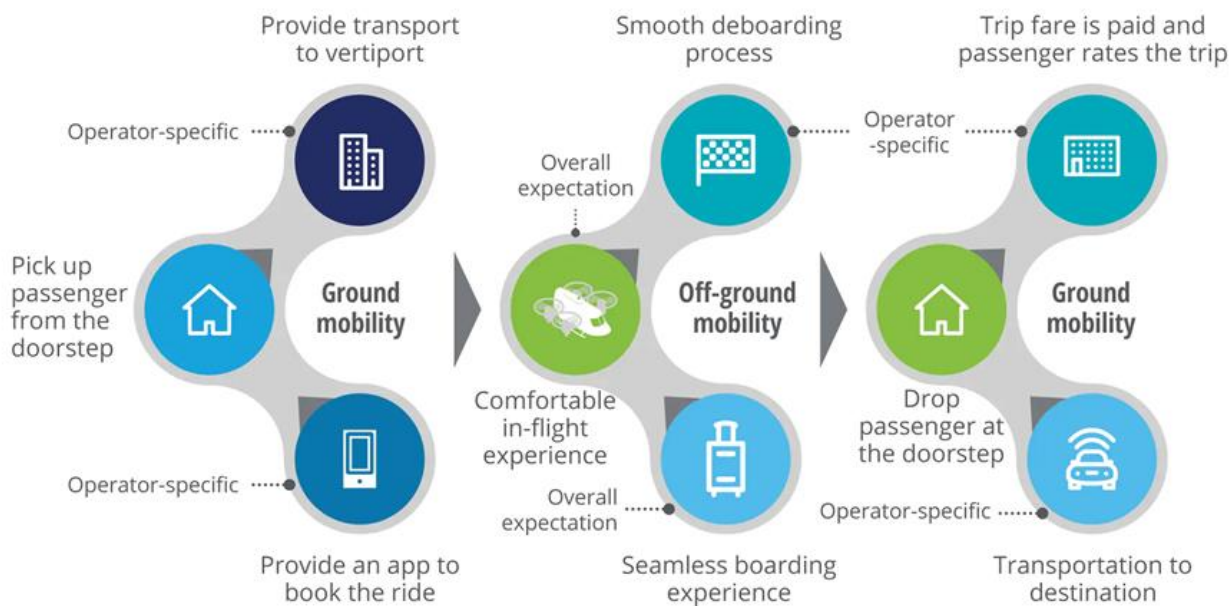 Provide transport
to vertiport
Operator-specific
Pick up
passenger
from the
doorstep
Ground
mobility
Operator-specific
Provide an app to
book the ride
Smooth deboarding
process
Overall
expectation
Off-ground
mobility
Comfortable
in-flight
experience
Overall
expectation
Seamless boarding
experience
Trip fare is paid and
passenger rates the trip
Operator
-specific
Ground
mobility
Drop
passenger at
the doorstep
Operator-specific
Transportation to
destination